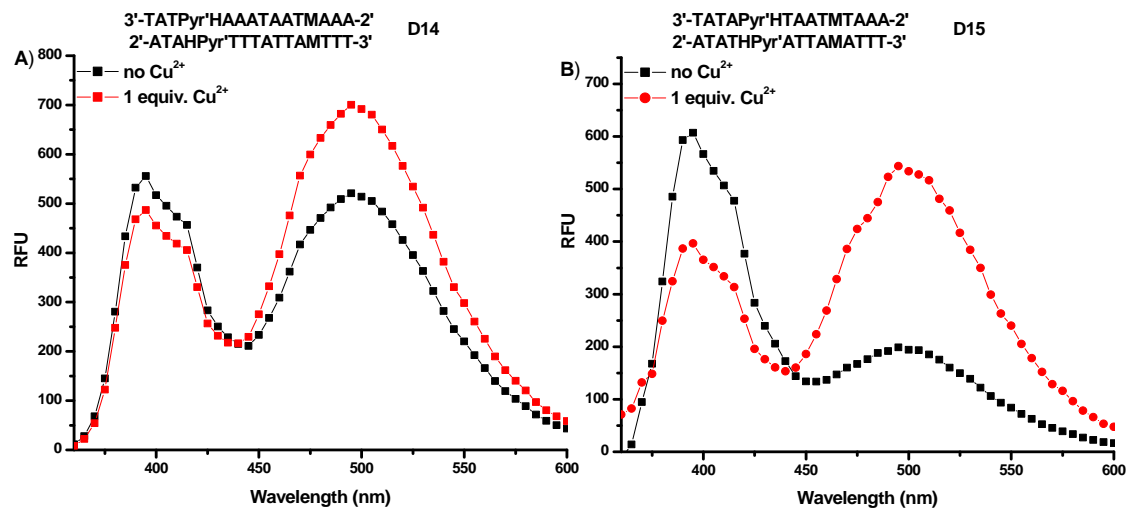 3'-TATPyr'HAAATAATMAAA-2'
2'-ATAHPyr'TTTATTAMTTT-3'
D14
A)
no Cu²⁺
1 equiv. Cu²⁺
800
700
600
500
400
300
200
100
0
RFU
400 450 500 550 600
Wavelength (nm)
3'-TATAPyr'HTAATMTAAA-2'
2'-ATATHPyr'ATTAMATTT-3'
D15
B)
no Cu²⁺
1 equiv. Cu²⁺
700
600
500
400
300
200
100
0
RFU
400 450 500 550 600
Wavelength (nm)